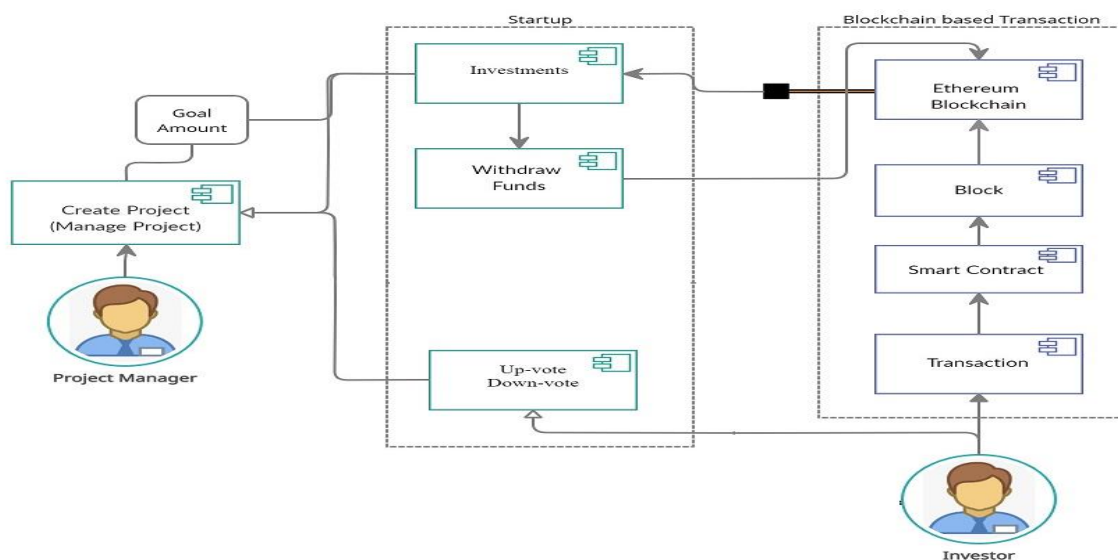 Startup
Blockchain based Transaction
Investments
Ethereum
Blockchain
Goal
Amount
Withdraw
Funds
Block
Create Project
(Manage Project)
Smart Contract
Project Manager
Up-vote
Down-vote
Transaction
Investor